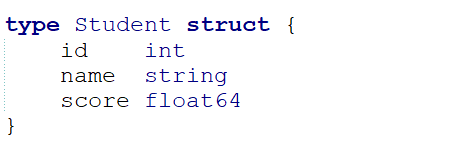 type Student struct {
    id    int
    name  string
    score float64
}